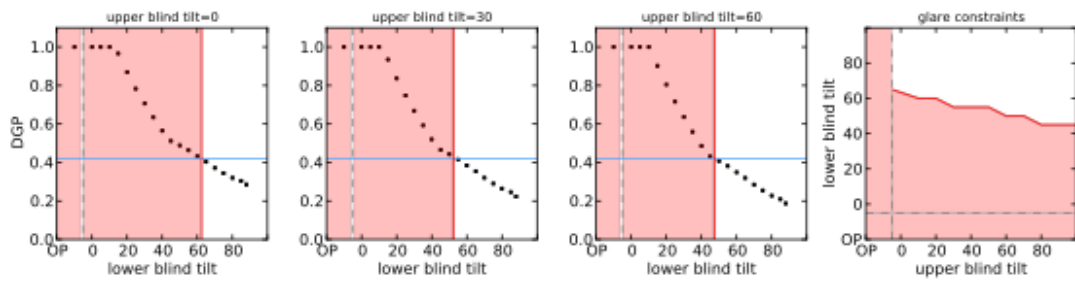 upper blind tilt=0
upper blind tilt=30
upper blind tilt=60
glare constraints
DGP
1.0
0.8
0.6
0.4
0.2
0.0
OP 0 20 40 60 80
lower blind tilt
1.0
0.8
0.6
0.4
0.2
0.0
OP 0 20 40 60 80
lower blind tilt
1.0
0.8
0.6
0.4
0.2
0.0
OP 0 20 40 60 80
lower blind tilt
lower blind tilt
80
60
40
20
0
OP
OP 0 20 40 60 80
upper blind tilt